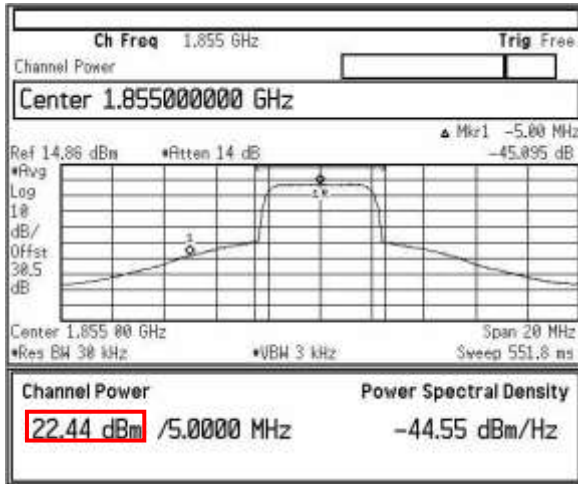 Ch Freq 1.855 GHz Trig Free
Channel Power
Center 1.855000000 GHz
Δ Mkr1 -5.00 MHz
Ref 14.86 dBm *Atten 14 dB -45.095 dB
*Avg
Log
10
dB/
Offst
30.5
dB
1
1R
Center 1.855 00 GHz Span 20 MHz
*Res BW 30 kHz *VBW 3 kHz Sweep 551.8 ms
Channel Power Power Spectral Density
22.44 dBm /5.0000 MHz -44.55 dBm/Hz